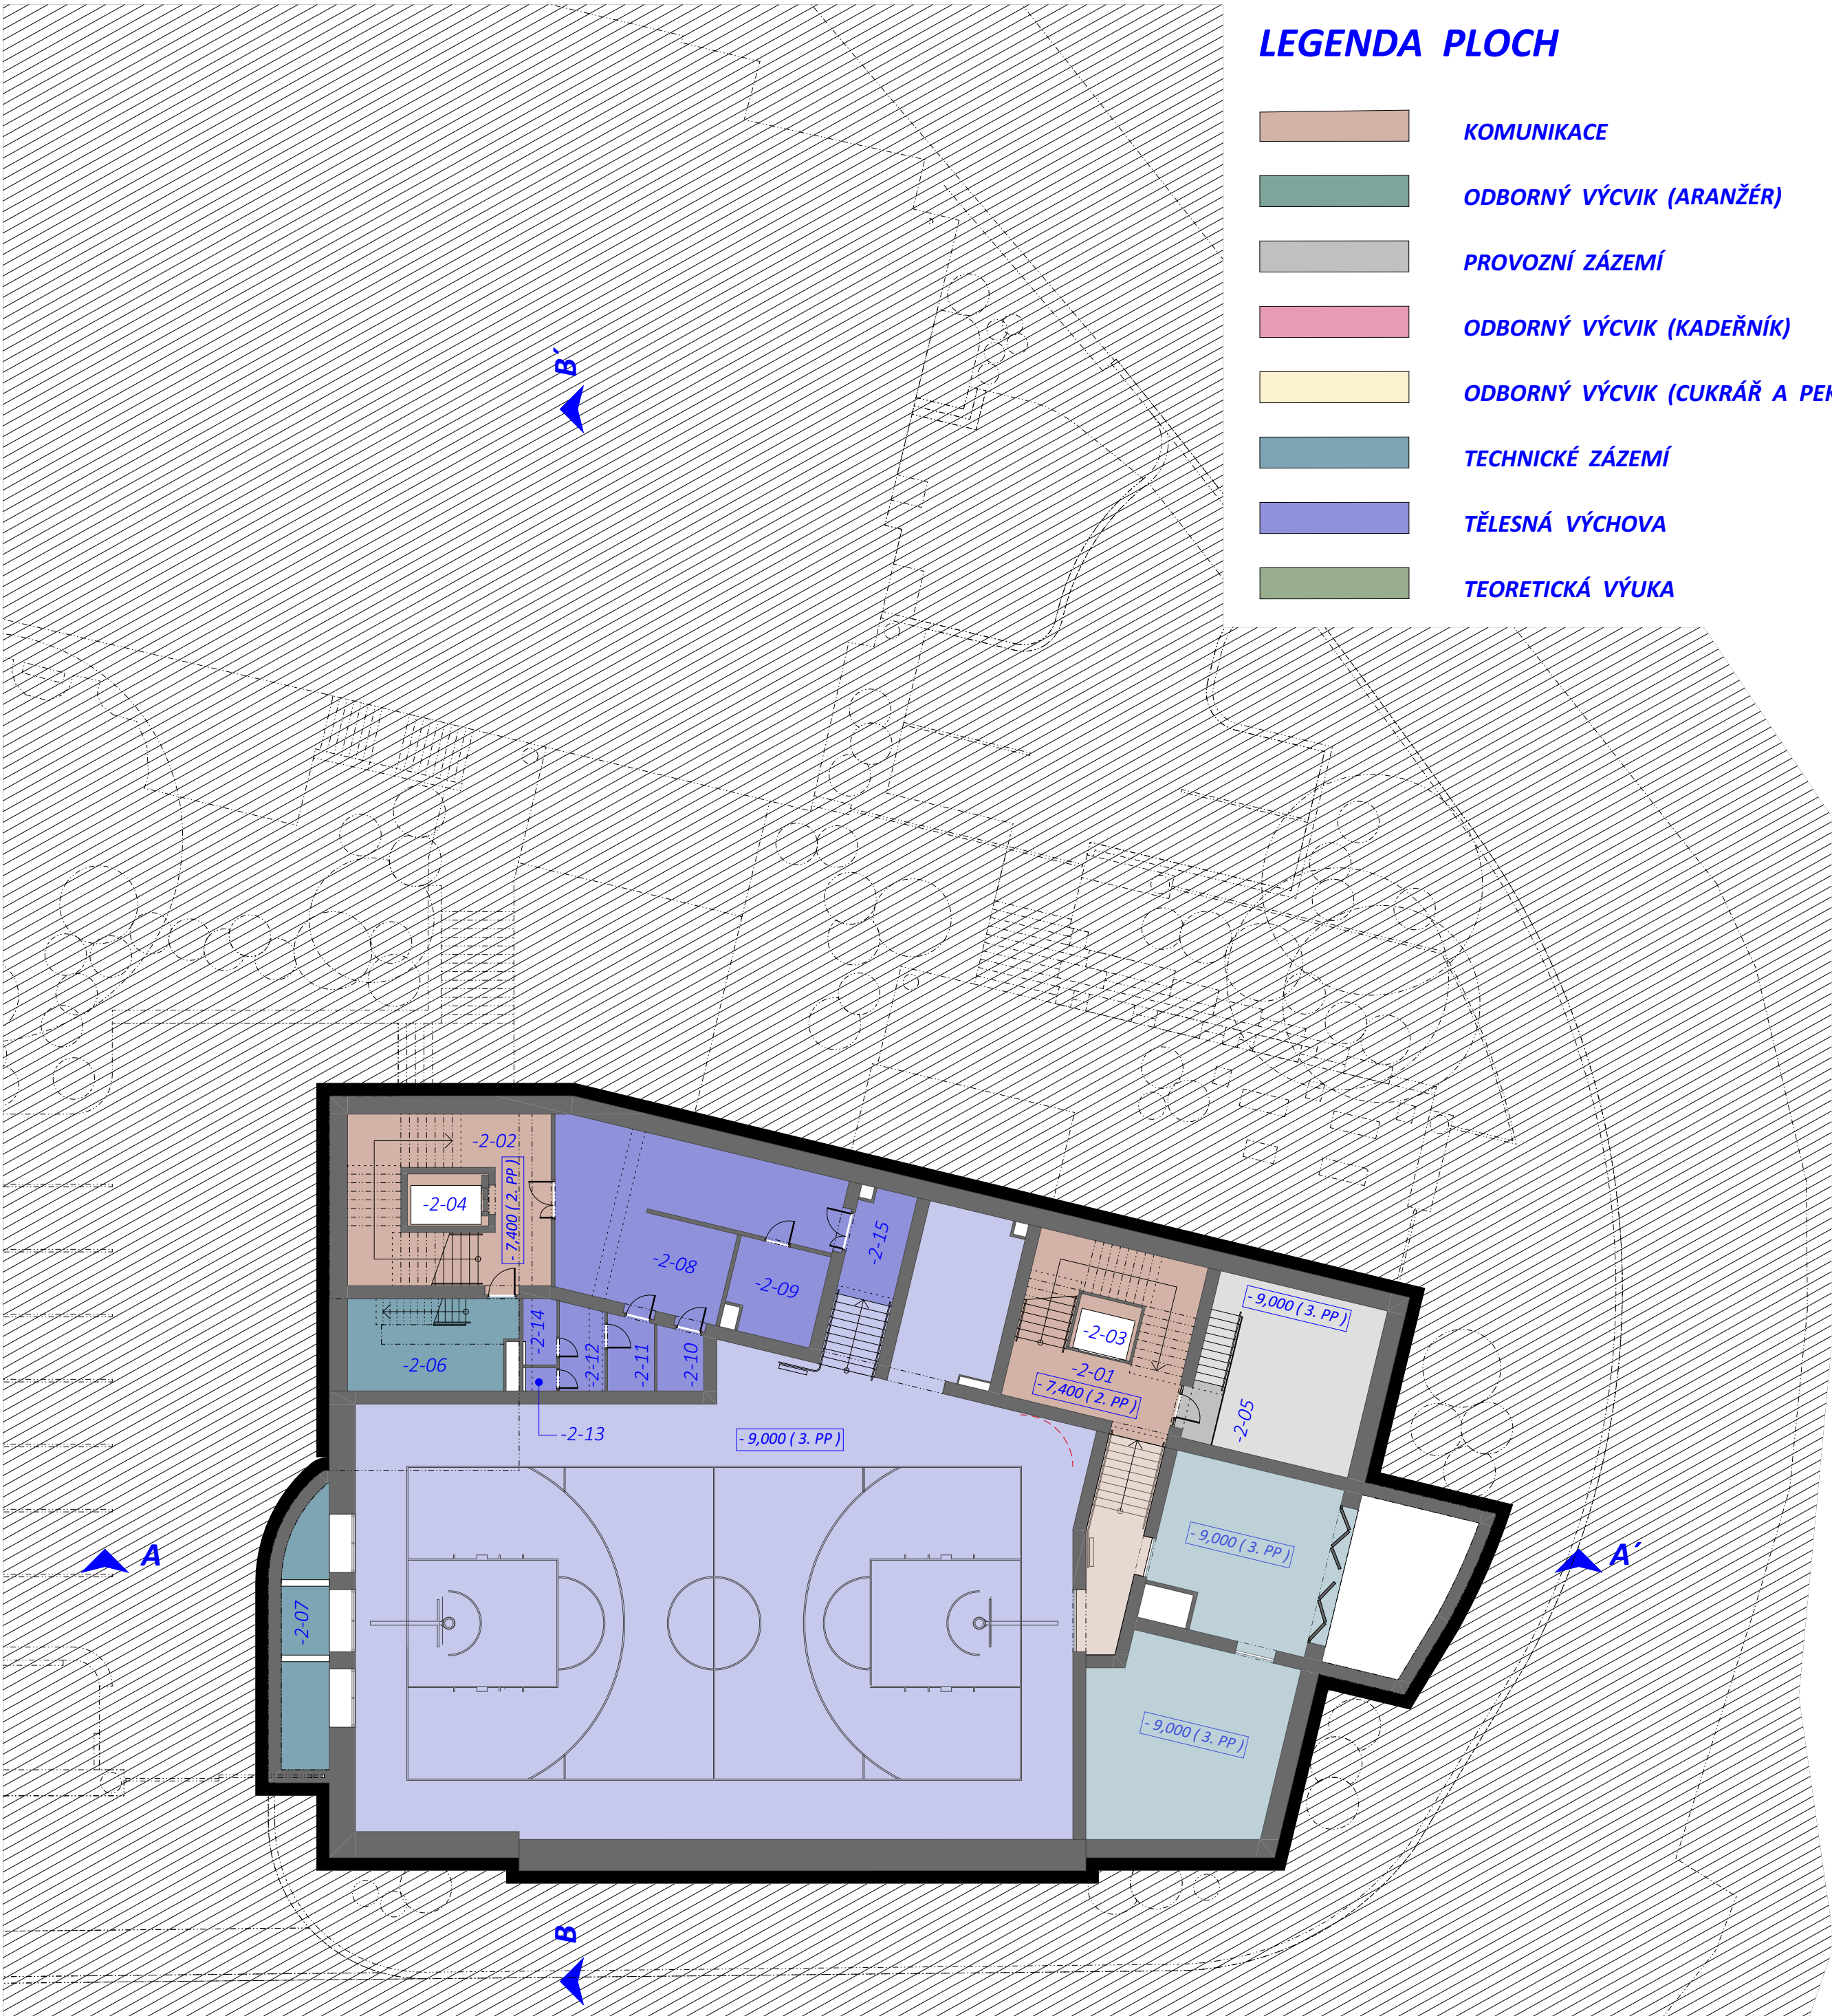 LEGENDA PLOCH
KOMUNIKACE
ODBORNÝ VÝCVIK (ARANŽÉR)
PROVOZNÍ ZÁZEMÍ
ODBORNÝ VÝCVIK (KADEŘNÍK)
ODBORNÝ VÝCVIK (CUKRÁŘ A PEK
TECHNICKÉ ZÁZEMÍ
TĚLESNÁ VÝCHOVA
TEORETICKÁ VÝUKA
B´
-2-02
-2-04
- 7,400 ( 2. PP )
-2-15
-2-08
-2-09
- 9,000 ( 3. PP )
-2-03
-2-01
- 7,400 ( 2. PP )
-2-05
-2-06
-2-14
-2-12
-2-11
-2-10
-2-13
- 9,000 ( 3. PP )
- 9,000 ( 3. PP )
A
A´
-2-07
- 9,000 ( 3. PP )
B